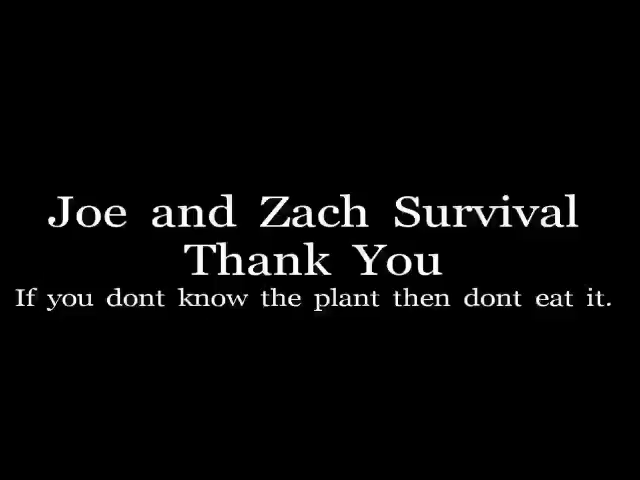 Joe and Zach Survival
Thank You
If you dont know the plant then dont eat it.